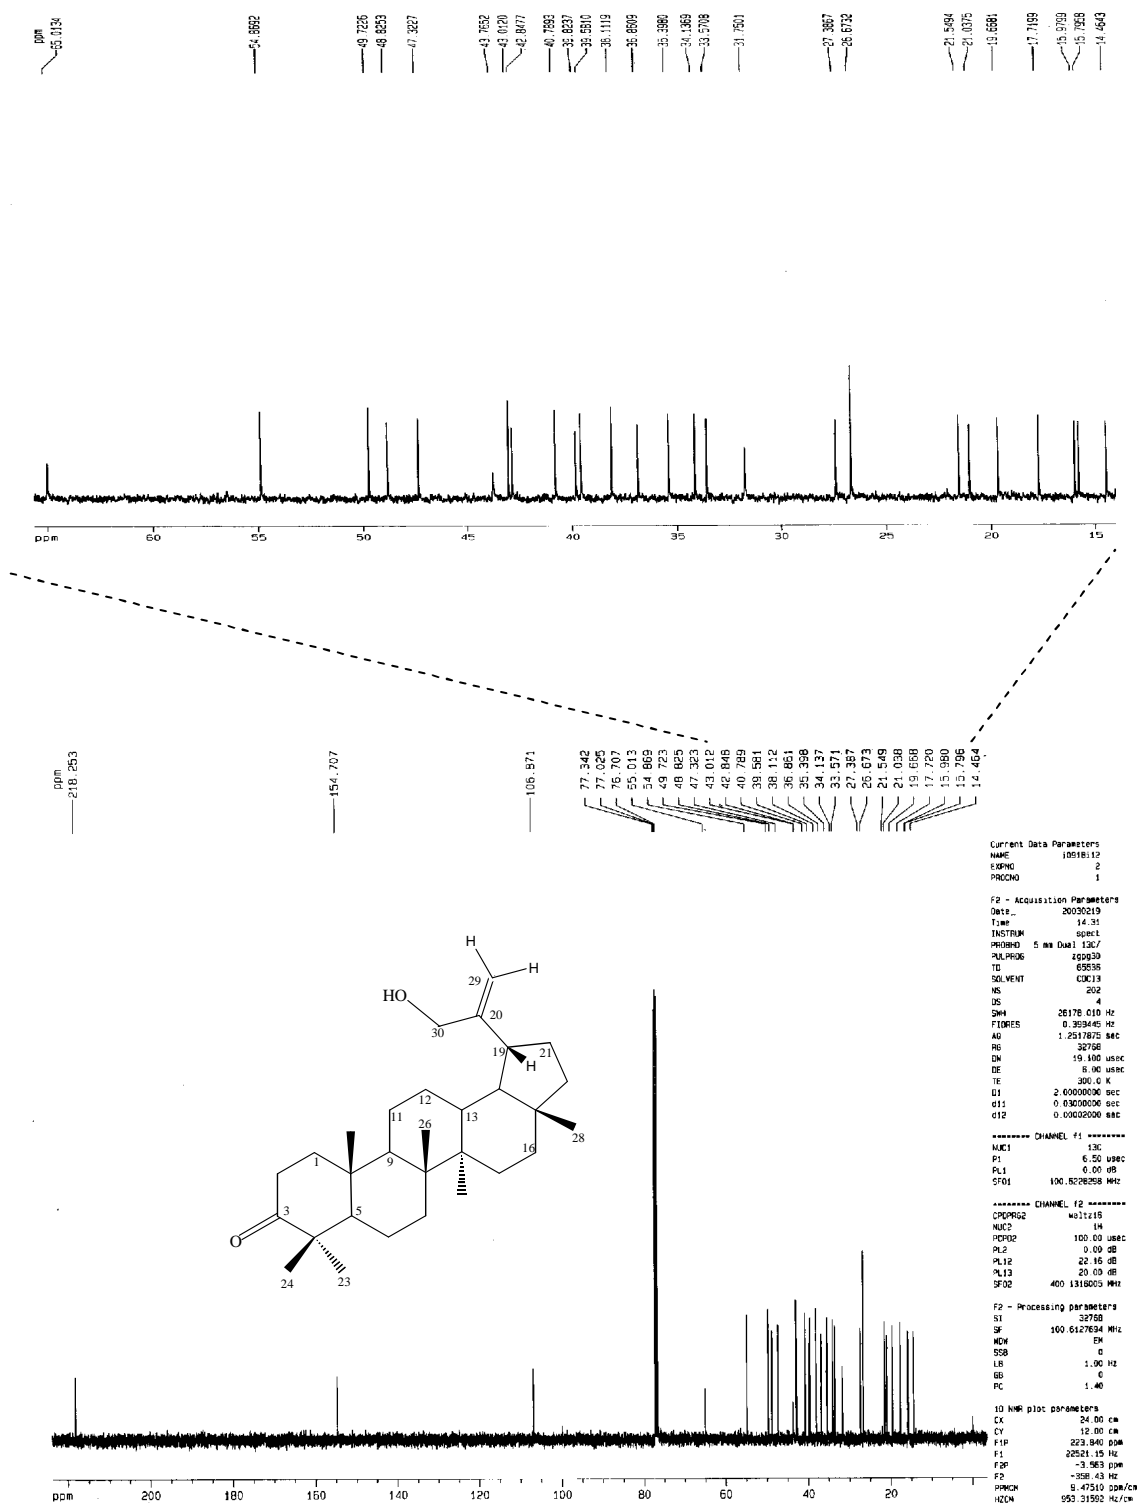 ppm
65.0134
54.8692
49.7226
48.8253
47.3227
43.7652
43.0120
42.8477
40.7893
39.8237
39.5810
38.1119
36.8609
35.3980
34.1369
33.5708
31.7501
27.3867
26.6732
21.5494
21.0375
19.6681
17.7199
15.9799
15.7958
14.4643
ppm 60 55 50 45 40 35 30 25 20 15
ppm
218.253
154.707
106.871
77.342
77.025
76.707
65.013
54.869
49.723
48.825
47.323
43.012
42.848
40.789
39.581
38.112
36.861
35.398
34.137
33.571
27.387
26.673
21.549
21.038
19.668
17.720
15.980
15.796
14.464
Current Data Parameters
NAME j0918i12
EXPNO 2
PROCNO 1
F2 - Acquisition Parameters
Date_ 20030219
Time 14.31
INSTRUM spect
PROBHD 5 mm Dual 13C/
PULPROG zgpg30
TD 65536
SOLVENT CDCl3
NS 202
DS 4
SWH 26178.010 Hz
FIDRES 0.399445 Hz
AQ 1.2517875 sec
RG 32768
DW 19.100 usec
DE 6.00 usec
TE 300.0 K
D1 2.00000000 sec
d11 0.03000000 sec
d12 0.00002000 sec
======== CHANNEL f1 ========
NUC1 13C
P1 6.50 usec
PL1 0.00 dB
SFO1 100.6228298 MHz
======== CHANNEL f2 ========
CPDPRG2 waltz16
NUC2 1H
PCPD2 100.00 usec
PL2 0.00 dB
PL12 22.16 dB
PL13 20.00 dB
SFO2 400.1316005 MHz
F2 - Processing parameters
SI 32768
SF 100.6127694 MHz
WDW EM
SSB 0
LB 1.00 Hz
GB 0
PC 1.40
1D NMR plot parameters
CX 24.00 cm
CY 12.00 cm
F1P 223.840 ppm
F1 22521.15 Hz
F2P -3.563 ppm
F2 -358.43 Hz
PPMCM 9.47510 ppm/cm
HZCM 953.31592 Hz/cm
H
H
29
HO
20
30
19
21
H
12
11
13
26
28
1
9
16
3
5
O
24
23
ppm 200 180 160 140 120 100 80 60 40 20